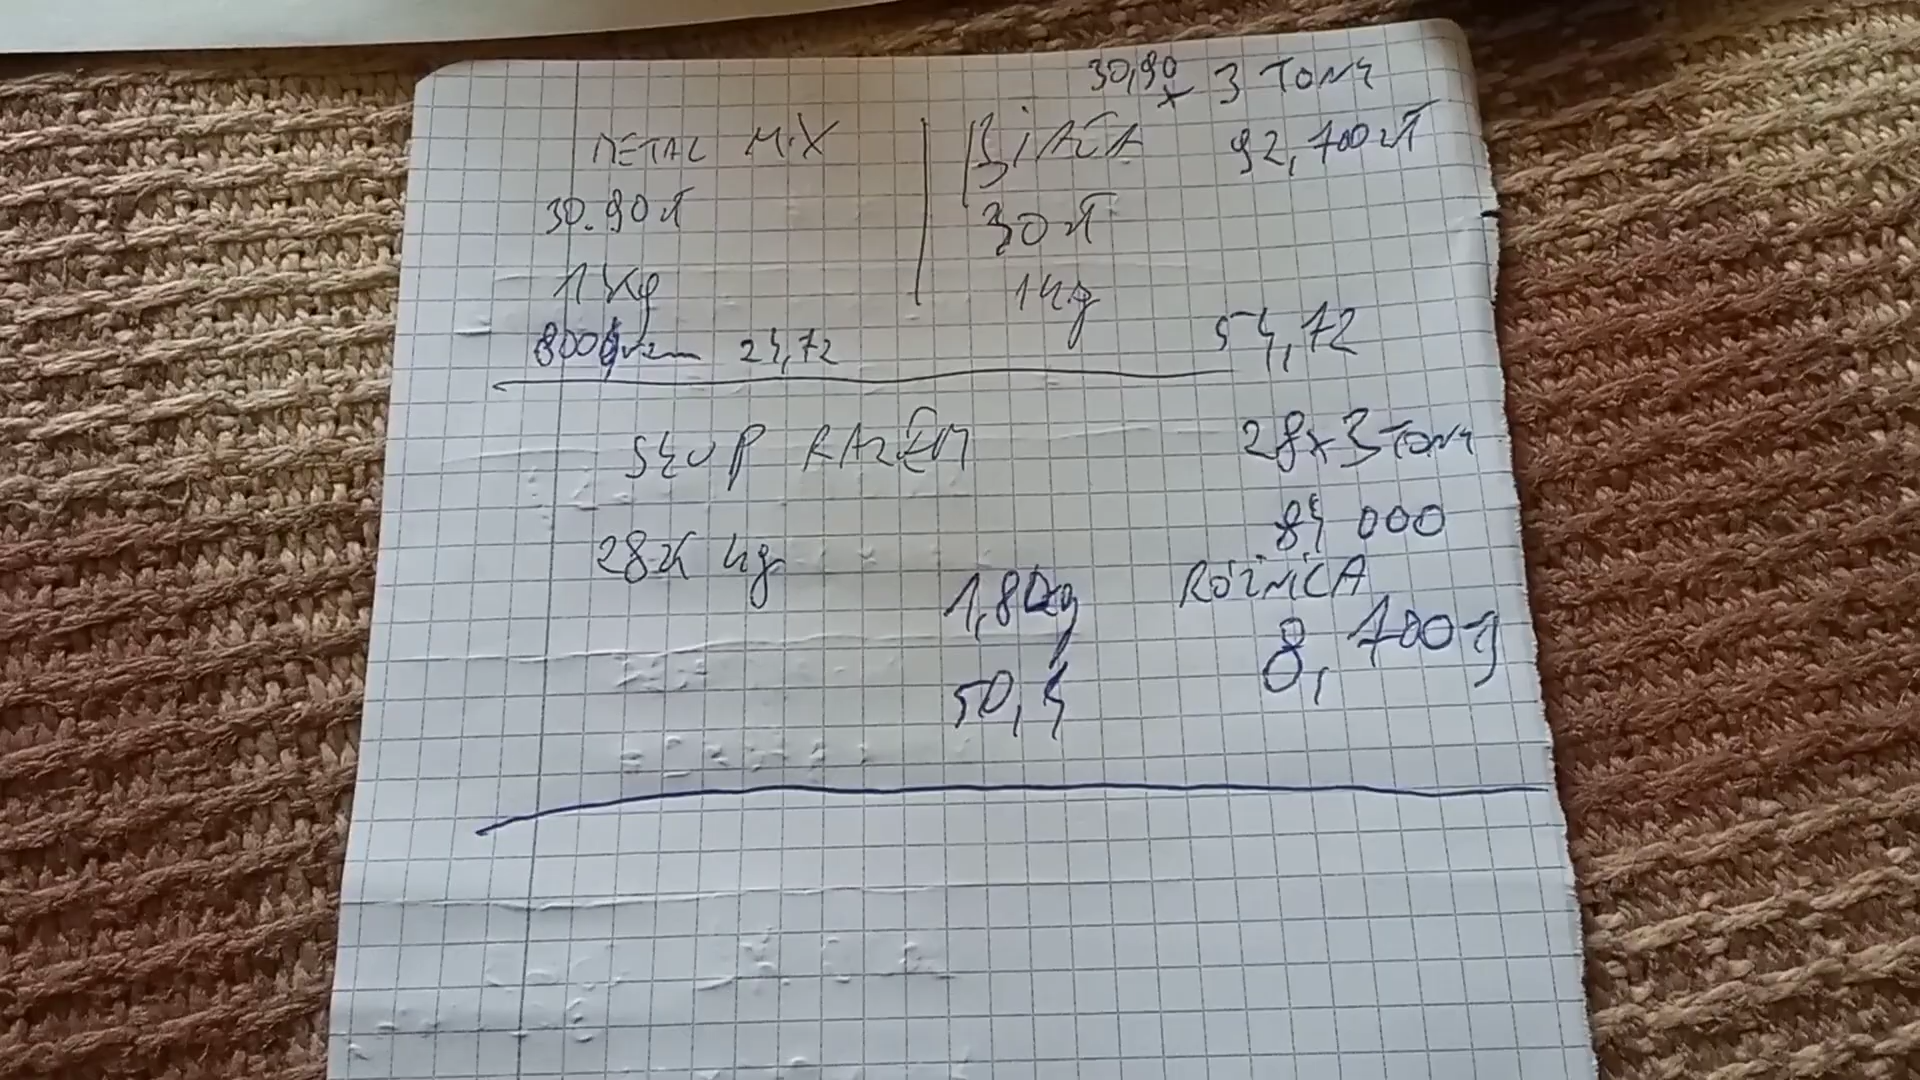 30,90 x 3 TONY
METAL MIX
BIAŁA 92,700 zł
30.90 zł
30 zł
1 kg
1 kg
800 gram 24,72
54,72
SKUP RAZEM
28 x 3 TONY
84 000
28 zł kg
1,8 kg
RÓŻNICA
50,4
8,700